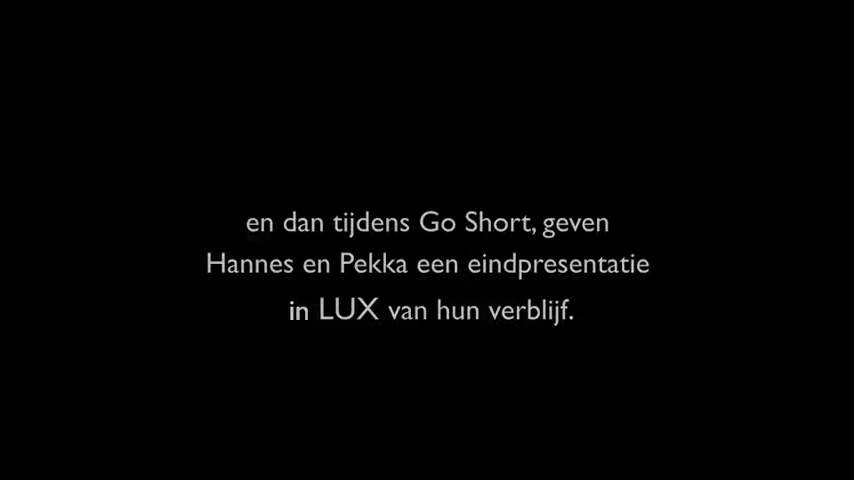 en dan tijdens Go Short, geven
Hannes en Pekka een eindpresentatie
in LUX van hun verblijf.